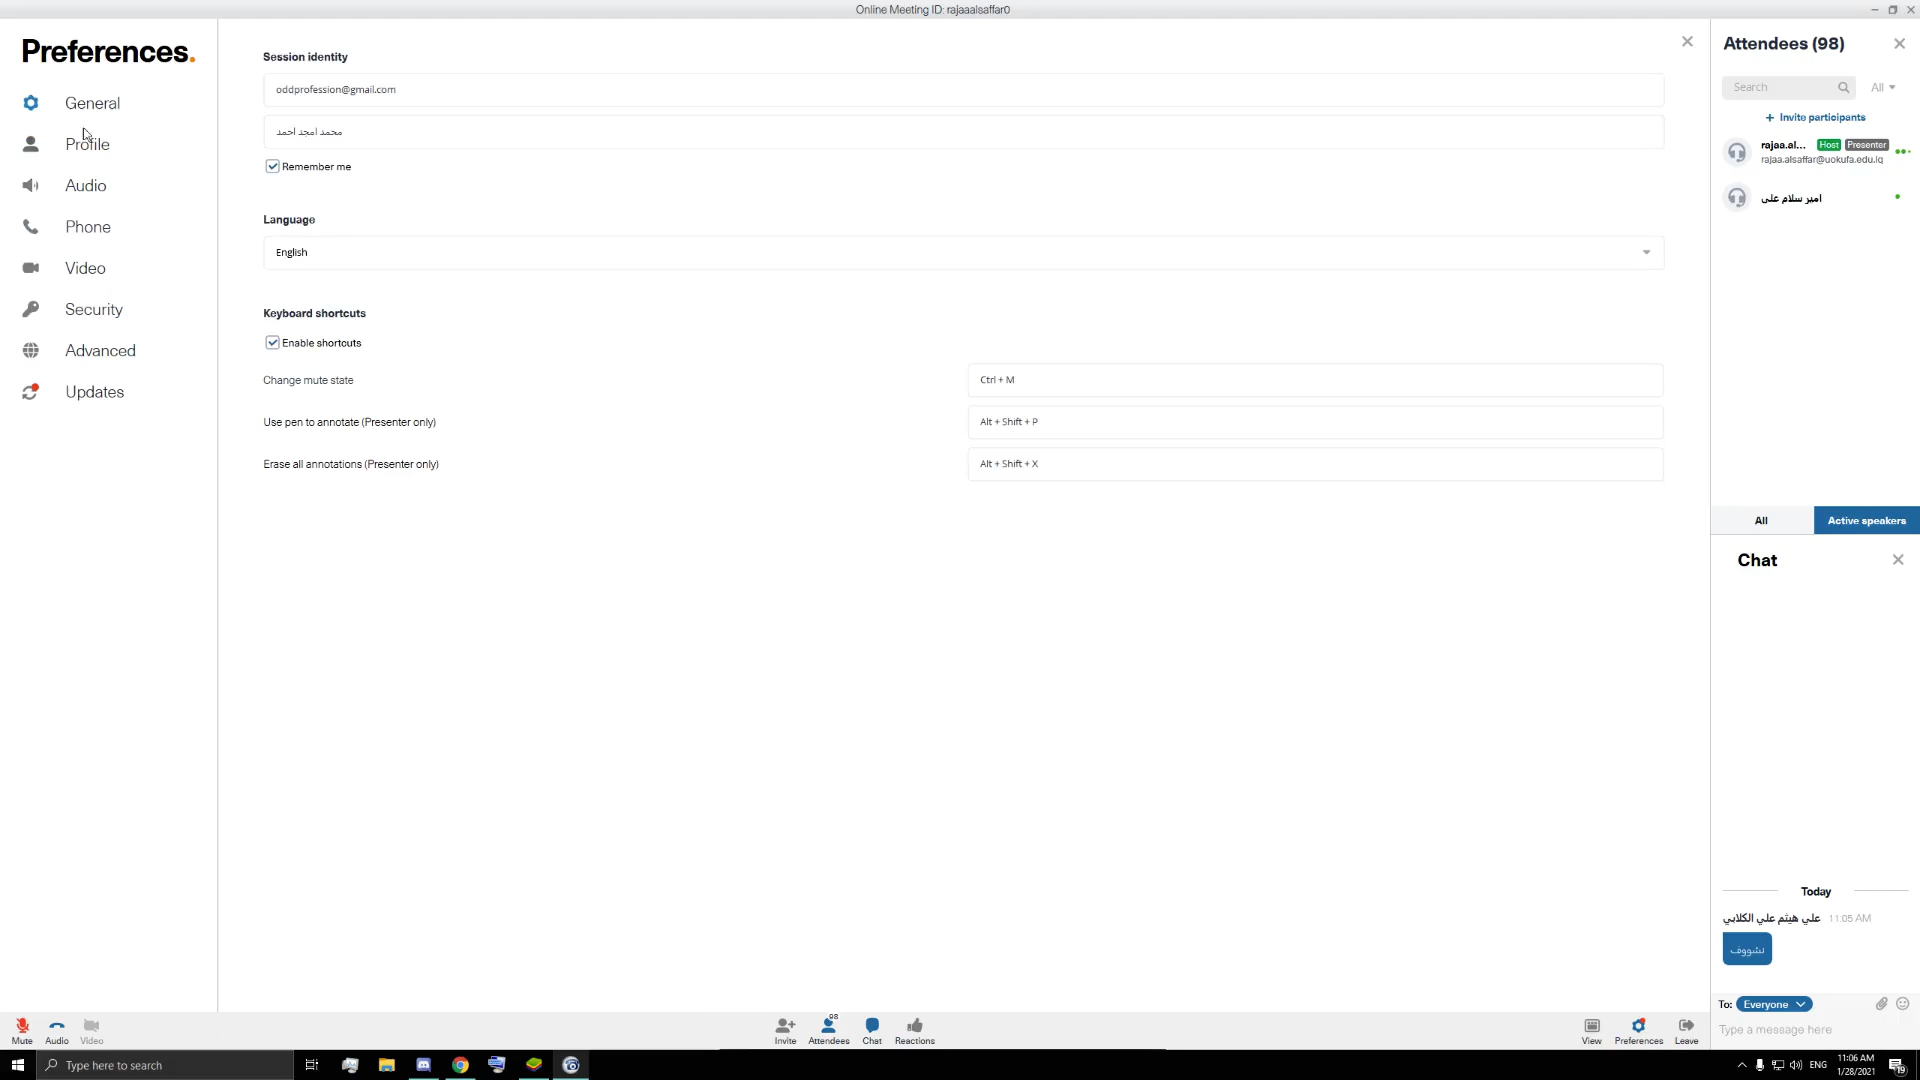 Online Meeting ID: rajaaalsaffar0
Preferences.
General
Profile
Audio
Phone
Video
Security
Advanced
Updates
Session identity
oddprofession@gmail.com
محمد امجد احمد
Remember me
Language
English
Keyboard shortcuts
Enable shortcuts
Change mute state
Ctrl + M
Use pen to annotate (Presenter only)
Alt + Shift + P
Erase all annotations (Presenter only)
Alt + Shift + X
Attendees (98)
Search
All
+ Invite participants
rajaa.al... Host Presenter
rajaa.alsaffar@uokufa.edu.iq
امير سلام على
All
Active speakers
Chat
Today
علي هيثم علي الكلابي 11:05 AM
نشووف
To: Everyone
Type a message here
Mute
Audio
Video
Invite
98
Attendees
Chat
Reactions
View
Preferences
Leave
Type here to search
ENG
11:06 AM
1/28/2021
19